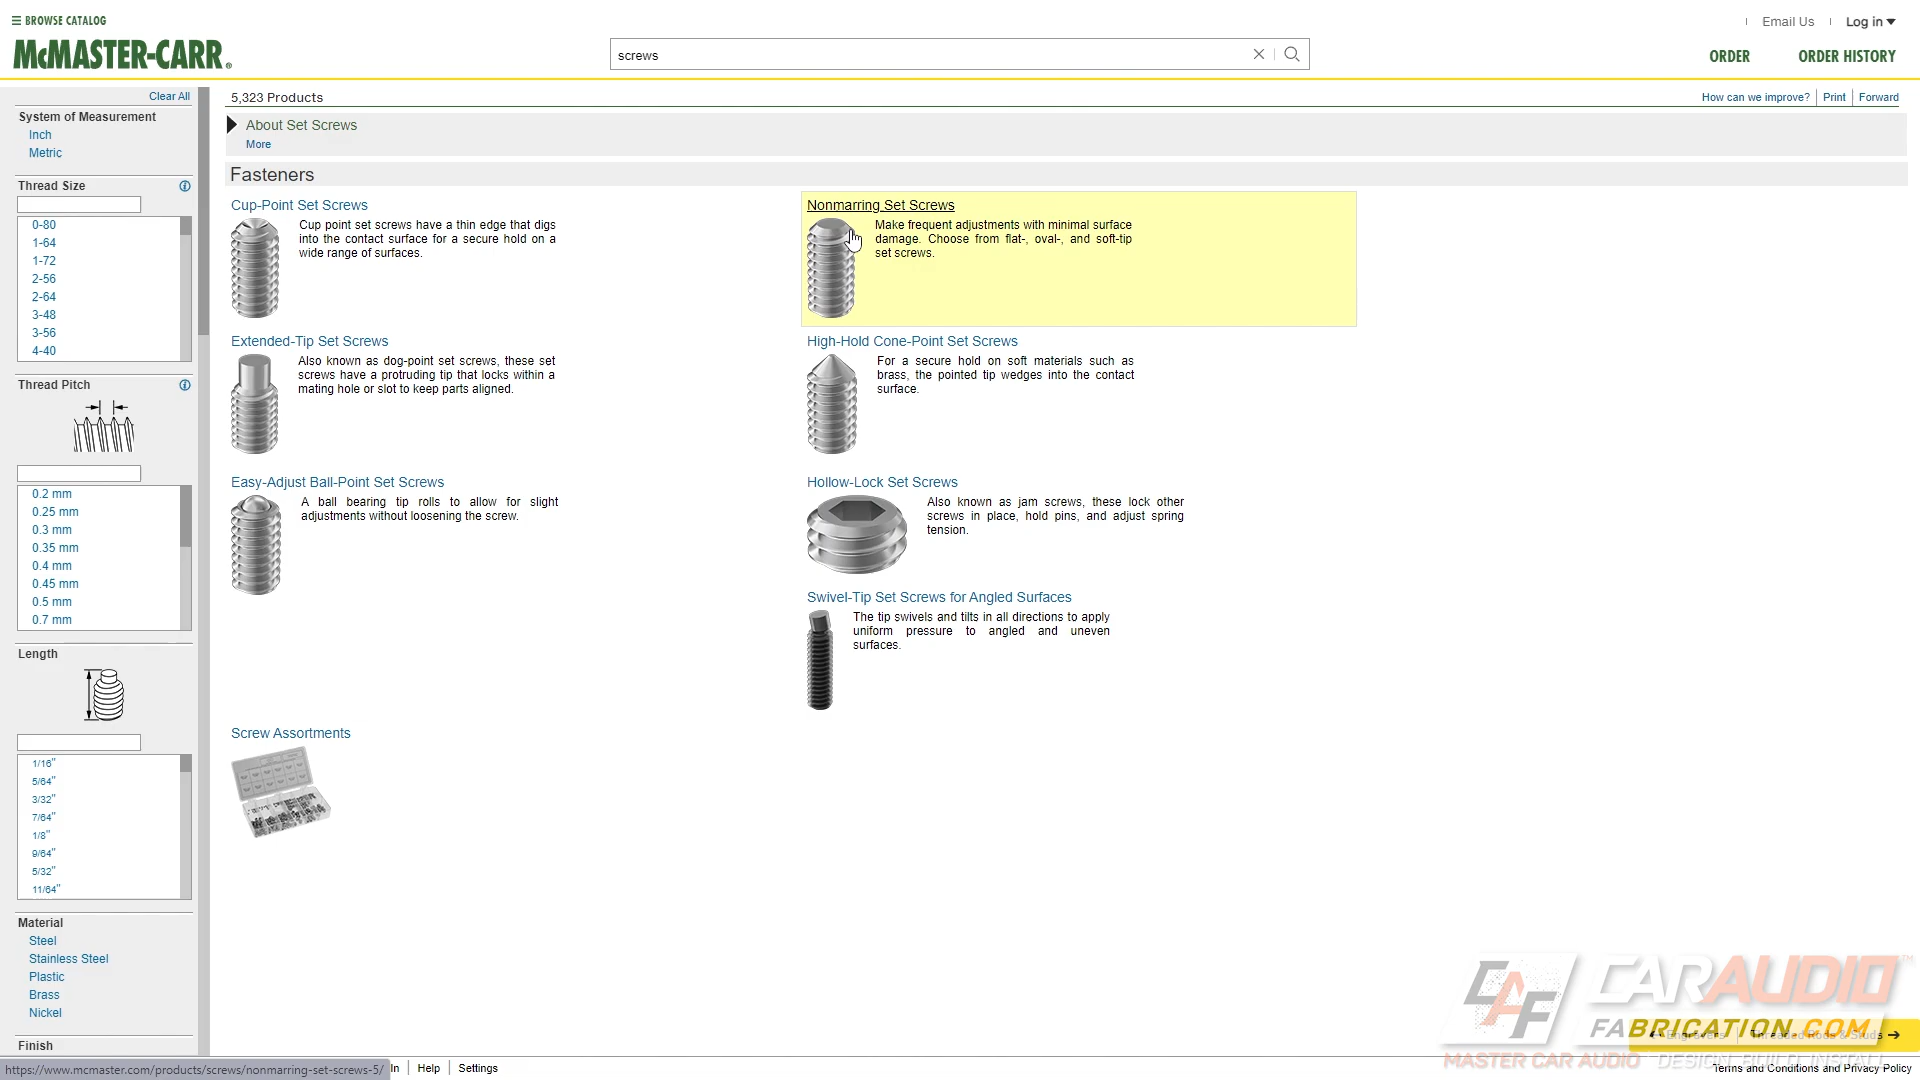 ☰ BROWSE CATALOG
McMASTER-CARR®
screws
Email Us
Log in
ORDER
ORDER HISTORY
Clear All
System of Measurement
Inch
Metric
Thread Size
0-80
1-64
1-72
2-56
2-64
3-48
3-56
4-40
Thread Pitch
0.2 mm
0.25 mm
0.3 mm
0.35 mm
0.4 mm
0.45 mm
0.5 mm
0.7 mm
Length
1/16"
5/64"
3/32"
7/64"
1/8"
9/64"
5/32"
11/64"
Material
Steel
Stainless Steel
Plastic
Brass
Nickel
Finish
5,323 Products
How can we improve?
Print
Forward
About Set Screws
More
Fasteners
Cup-Point Set Screws
Cup point set screws have a thin edge that digs
into the contact surface for a secure hold on a
wide range of surfaces.
Nonmarring Set Screws
Make frequent adjustments with minimal surface
damage. Choose from flat-, oval-, and soft-tip
set screws.
Extended-Tip Set Screws
Also known as dog-point set screws, these set
screws have a protruding tip that locks within a
mating hole or slot to keep parts aligned.
High-Hold Cone-Point Set Screws
For a secure hold on soft materials such as
brass, the pointed tip wedges into the contact
surface.
Easy-Adjust Ball-Point Set Screws
A ball bearing tip rolls to allow for slight
adjustments without loosening the screw.
Hollow-Lock Set Screws
Also known as jam screws, these lock other
screws in place, hold pins, and adjust spring
tension.
Swivel-Tip Set Screws for Angled Surfaces
The tip swivels and tilts in all directions to apply
uniform pressure to angled and uneven
surfaces.
Screw Assortments
CAF CAR AUDIO™
FABRICATION.COM
MASTER CAR AUDIO DESIGN. BUILD. INSTALL
Engravers
Threaded Rods & Studs
https://www.mcmaster.com/products/screws/nonmarring-set-screws-5/
In
Help
Settings
Terms and Conditions and Privacy Policy